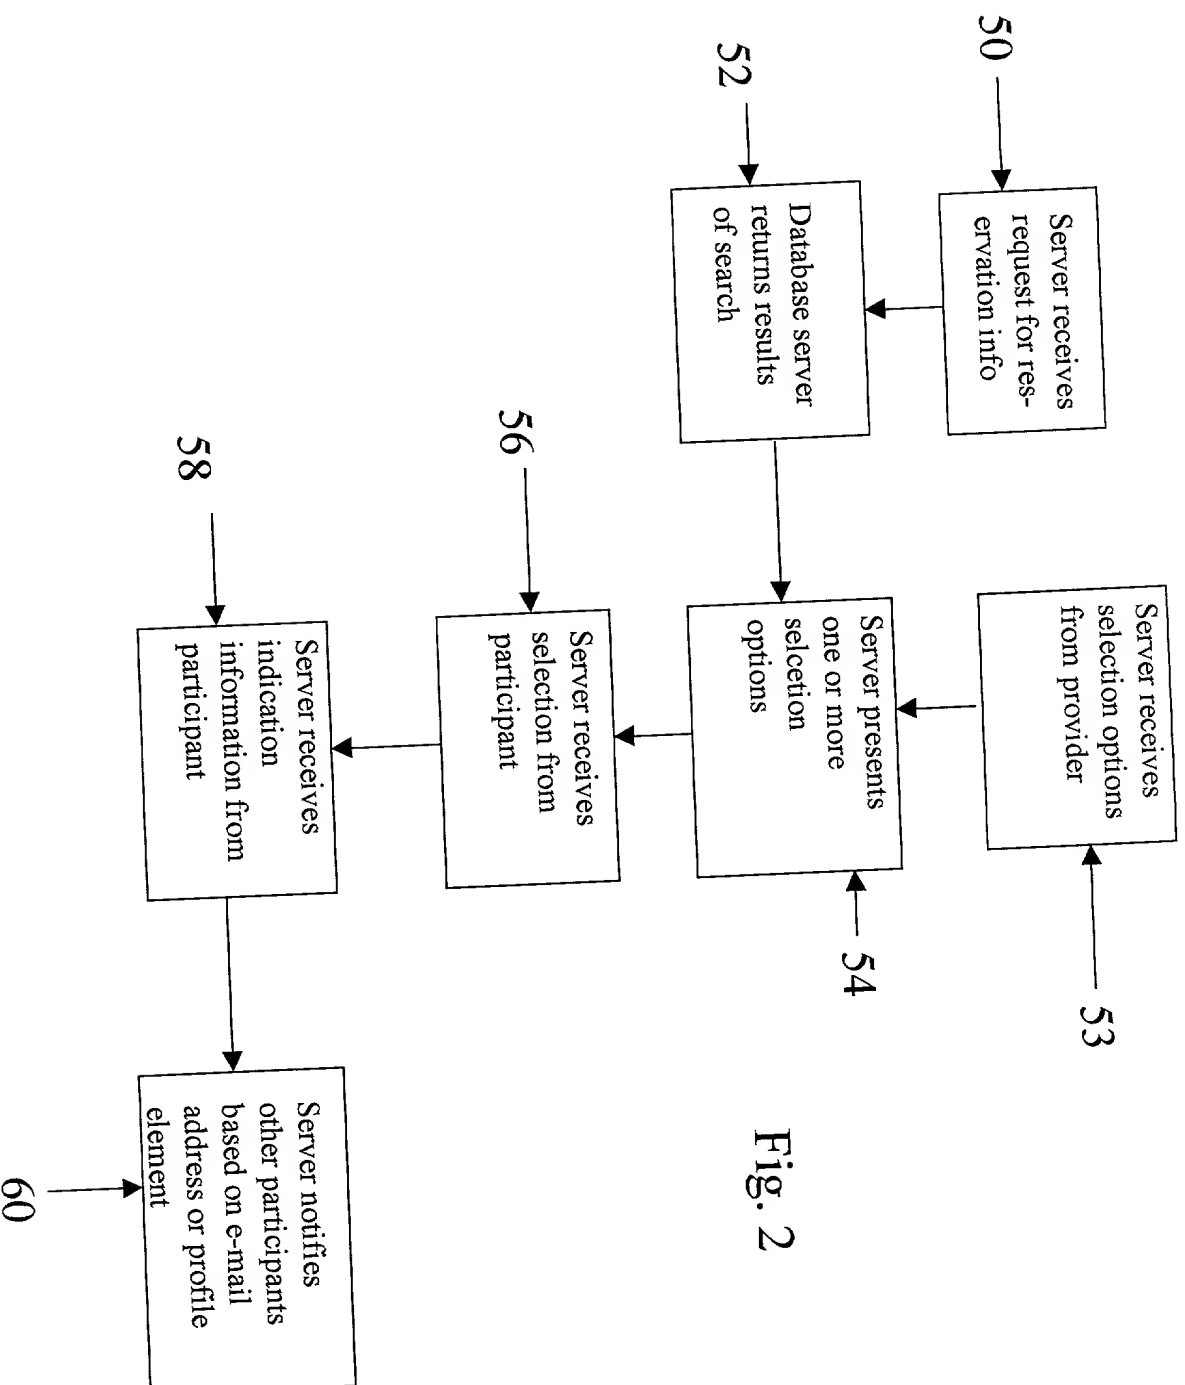 50
Server receives
request for res-
ervation info
52
Database server
returns results
of search
Server receives
selection options
from provider
53
Server presents
one or more
selcetion
options
54
56
Server receives
selection from
participant
58
Server receives
indication
information from
participant
Server notifies
other participants
based on e-mail
address or profile
element
60
Fig. 2